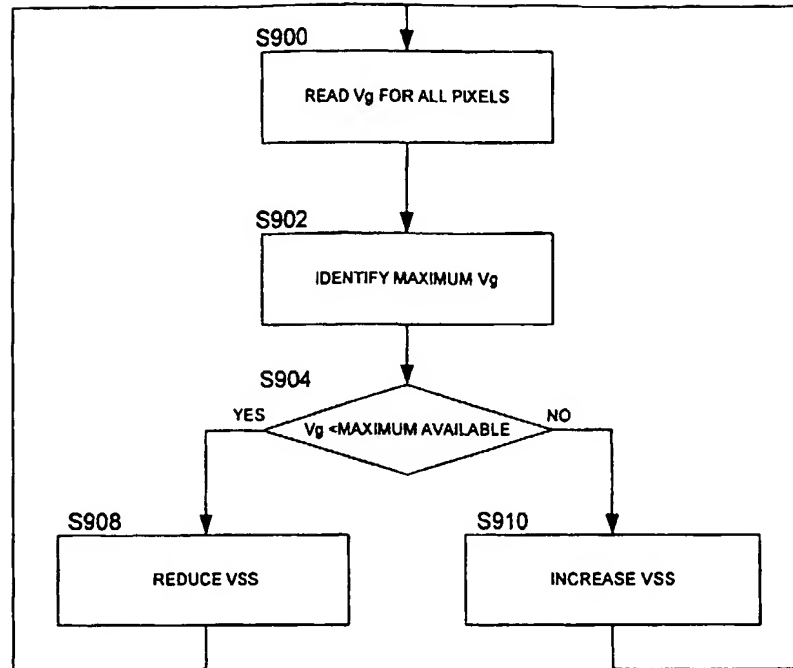 S900
READ Vg FOR ALL PIXELS
S902
IDENTIFY MAXIMUM Vg
S904
YES
Vg <MAXIMUM AVAILABLE
NO
S908
REDUCE VSS
S910
INCREASE VSS